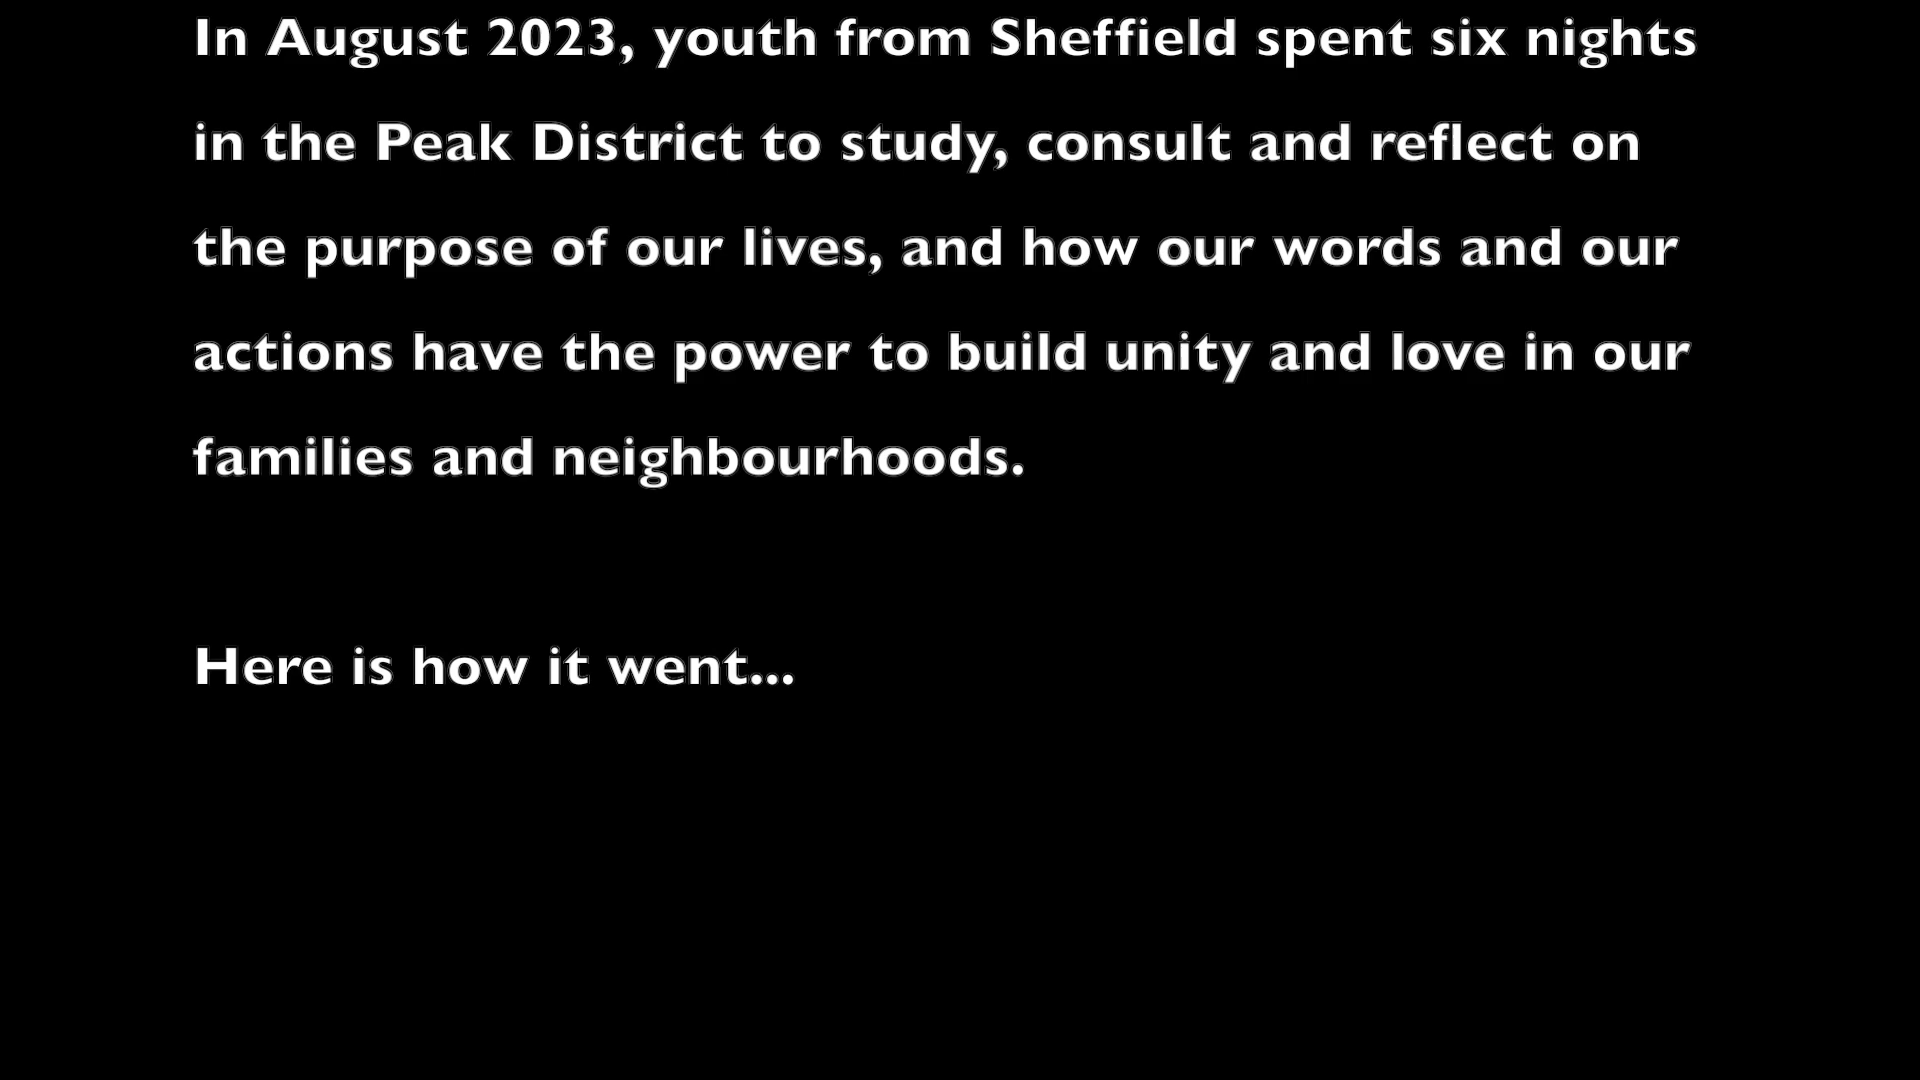 In August 2023, youth from Sheffield spent six nights
in the Peak District to study, consult and reflect on
the purpose of our lives, and how our words and our
actions have the power to build unity and love in our
families and neighbourhoods.
Here is how it went...